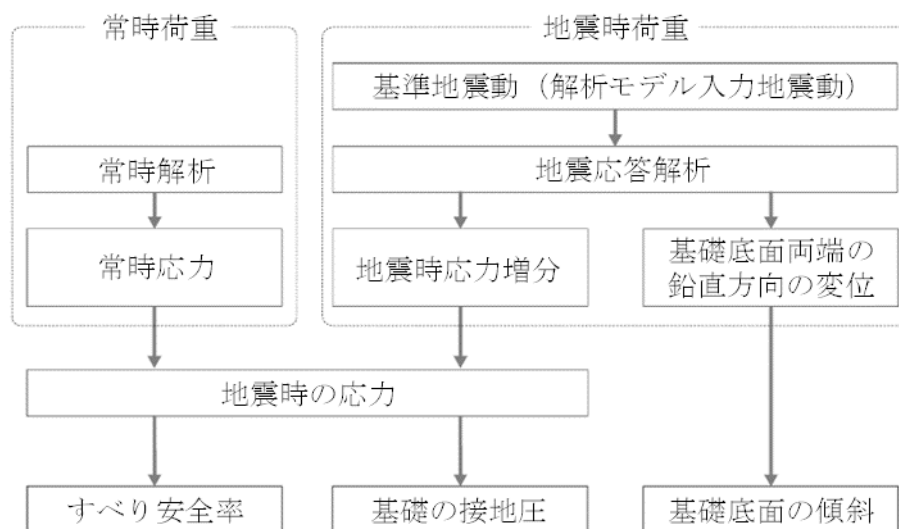 常時荷重
地震時荷重
基準地震動（解析モデル入力地震動）
常時解析
地震応答解析
常時応力
地震時応力増分
基礎底面両端の
鉛直方向の変位
地震時の応力
すべり安全率
基礎の接地圧
基礎底面の傾斜